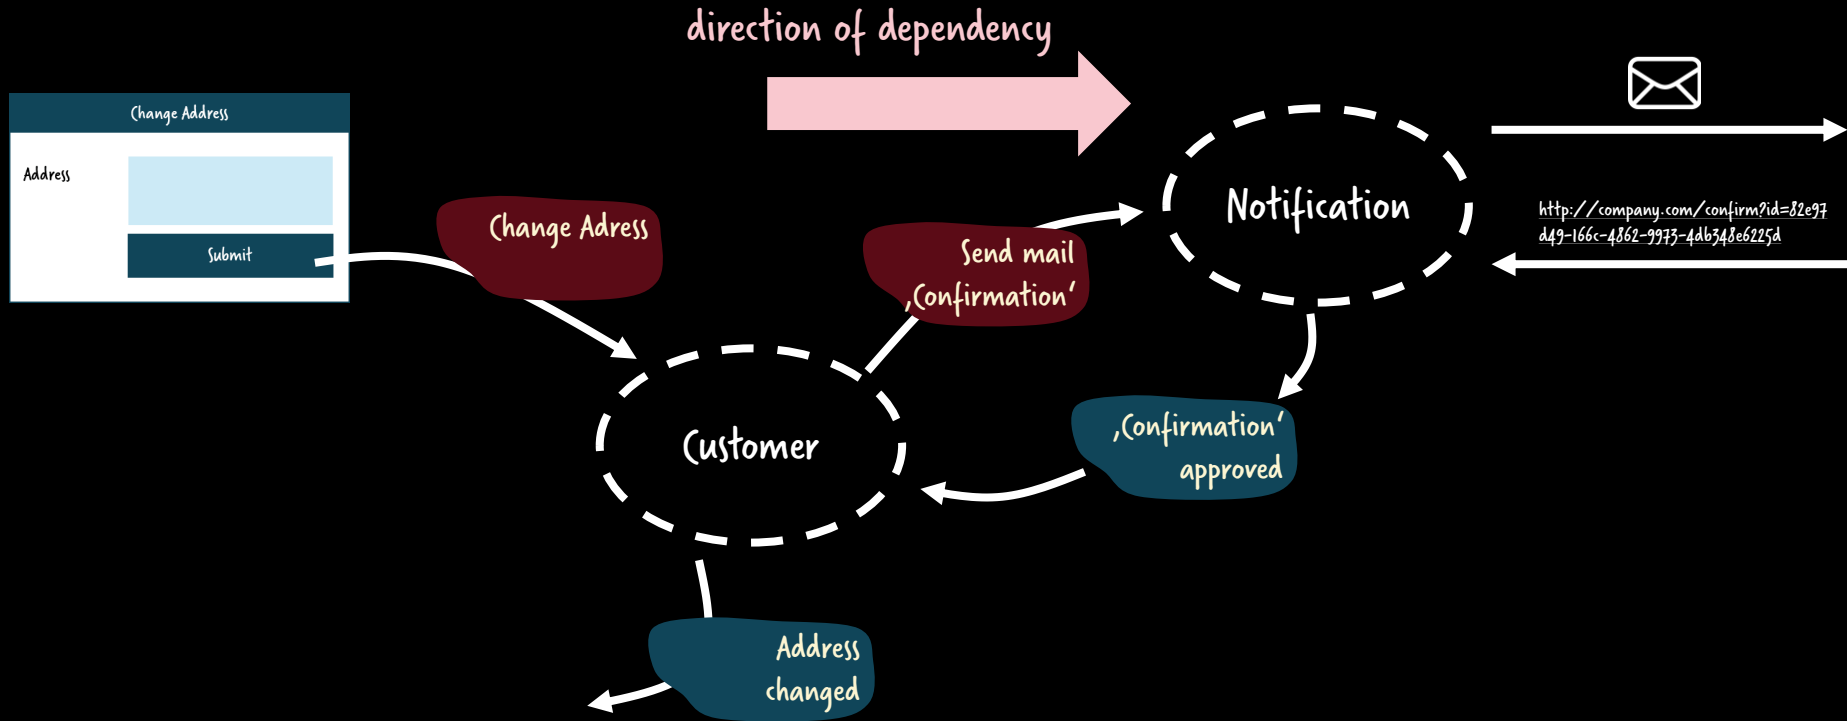 direction of dependency
Change Address
Address
Submit
Change Adress
Send mail
‚Confirmation‘
Notification
http://company.com/confirm?id=82e97
d49-166c-4862-9973-4db348e6225d
Customer
‚Confirmation‘
approved
Address
changed